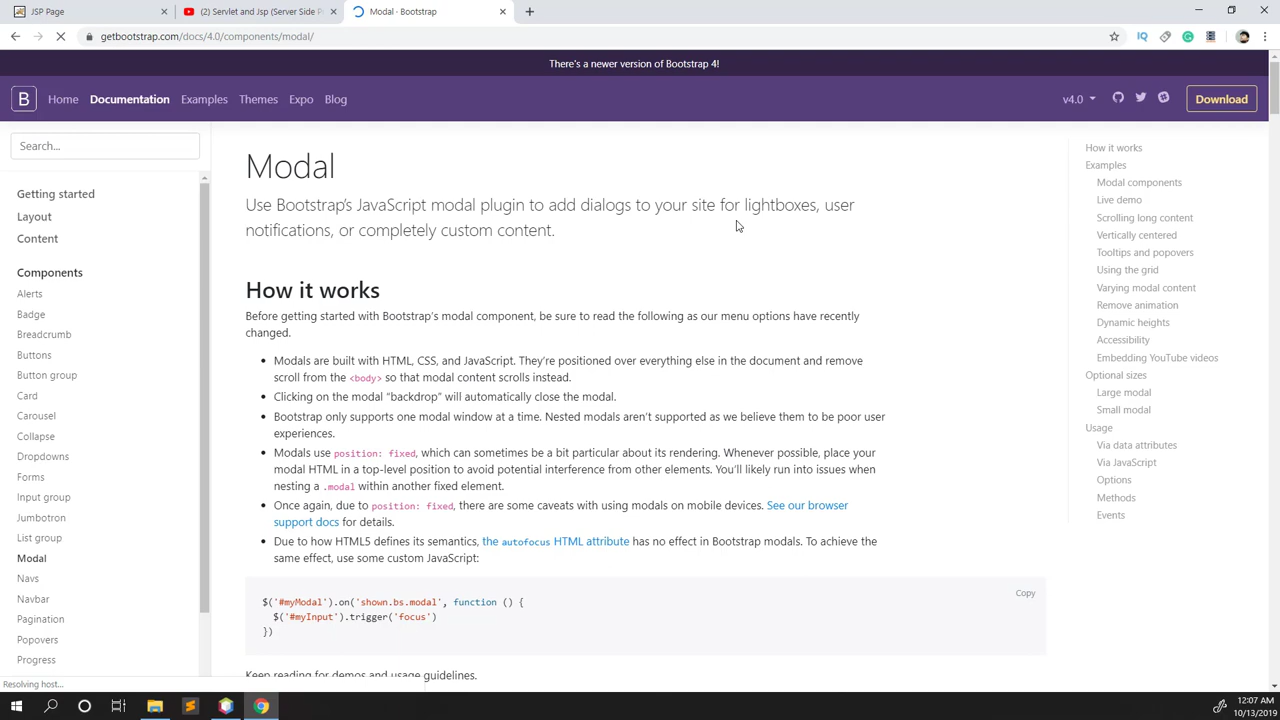 JSP Page
(2) Servlet and Jsp (Server Side P
Modal · Bootstrap
getbootstrap.com/docs/4.0/components/modal/
There's a newer version of Bootstrap 4!
B
Home
Documentation
Examples
Themes
Expo
Blog
v4.0
Download
Search...
Getting started
Layout
Content
Components
Alerts
Badge
Breadcrumb
Buttons
Button group
Card
Carousel
Collapse
Dropdowns
Forms
Input group
Jumbotron
List group
Modal
Navs
Navbar
Pagination
Popovers
Progress
Modal
Use Bootstrap's JavaScript modal plugin to add dialogs to your site for lightboxes, user
notifications, or completely custom content.
How it works
Before getting started with Bootstrap's modal component, be sure to read the following as our menu options have recently
changed.
Modals are built with HTML, CSS, and JavaScript. They're positioned over everything else in the document and remove
scroll from the <body> so that modal content scrolls instead.
Clicking on the modal "backdrop" will automatically close the modal.
Bootstrap only supports one modal window at a time. Nested modals aren't supported as we believe them to be poor user
experiences.
Modals use position: fixed, which can sometimes be a bit particular about its rendering. Whenever possible, place your
modal HTML in a top-level position to avoid potential interference from other elements. You'll likely run into issues when
nesting a .modal within another fixed element.
Once again, due to position: fixed, there are some caveats with using modals on mobile devices. See our browser
support docs for details.
Due to how HTML5 defines its semantics, the autofocus HTML attribute has no effect in Bootstrap modals. To achieve the
same effect, use some custom JavaScript:
Copy
$('#myModal').on('shown.bs.modal', function () {
$('#myInput').trigger('focus')
})
Keep reading for demos and usage guidelines.
How it works
Examples
Modal components
Live demo
Scrolling long content
Vertically centered
Tooltips and popovers
Using the grid
Varying modal content
Remove animation
Dynamic heights
Accessibility
Embedding YouTube videos
Optional sizes
Large modal
Small modal
Usage
Via data attributes
Via JavaScript
Options
Methods
Events
Resolving host...
12:07 AM
10/13/2019